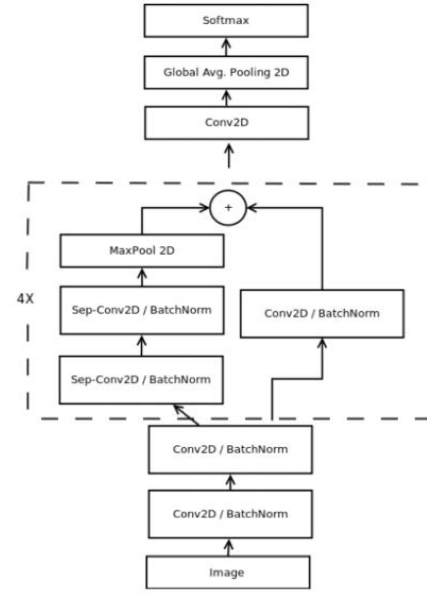 Softmax
Global Avg. Pooling 2D
Conv2D
+
MaxPool 2D
4X
Sep-Conv2D / BatchNorm
Conv2D / BatchNorm
Sep-Conv2D / BatchNorm
Conv2D / BatchNorm
Conv2D / BatchNorm
Image